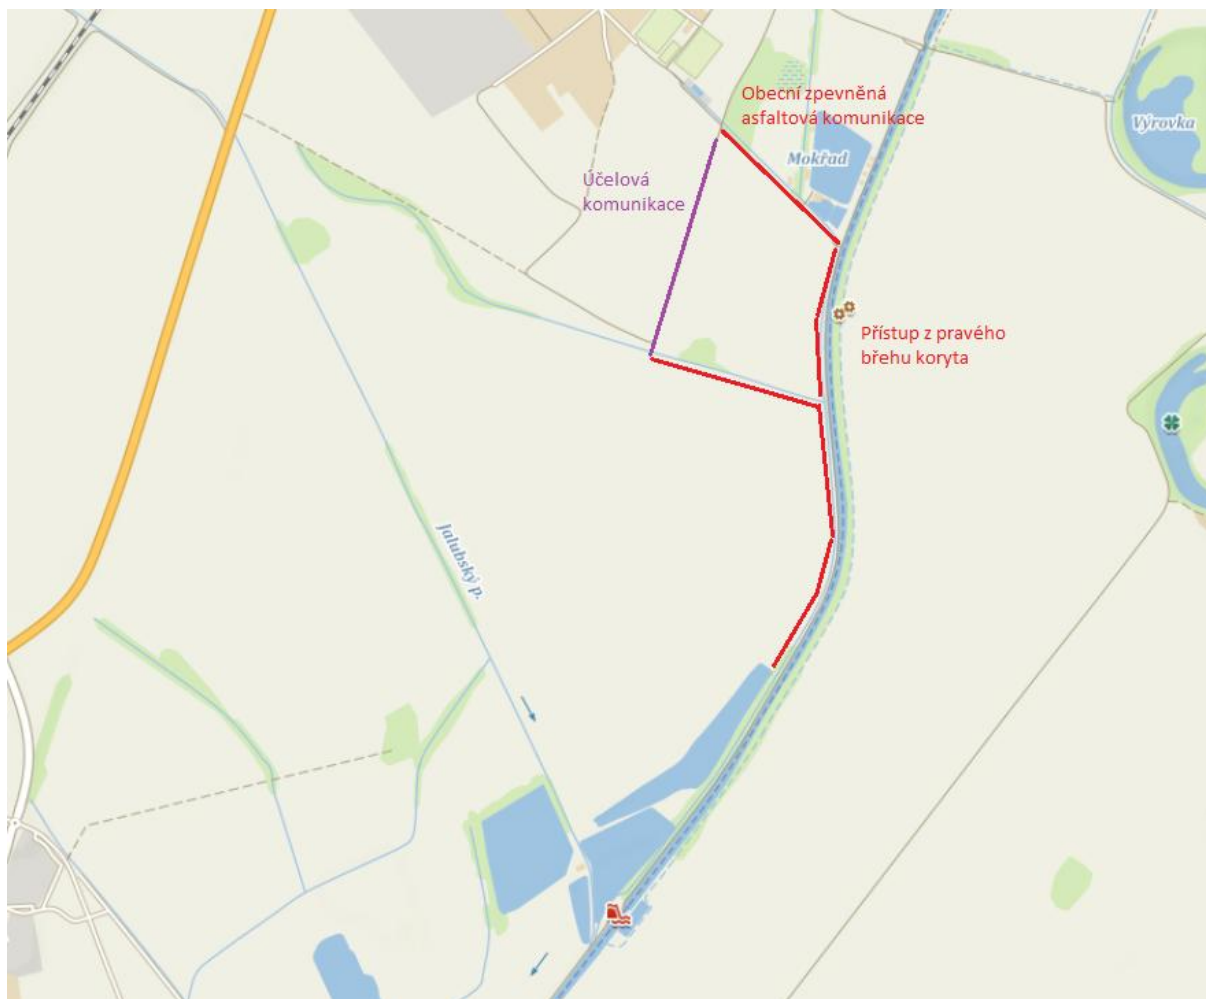 Obecní zpevněná
asfaltová komunikace
Výrovka
Mokřad
Účelová
komunikace
Přístup z pravého
břehu koryta
Jalubský p.